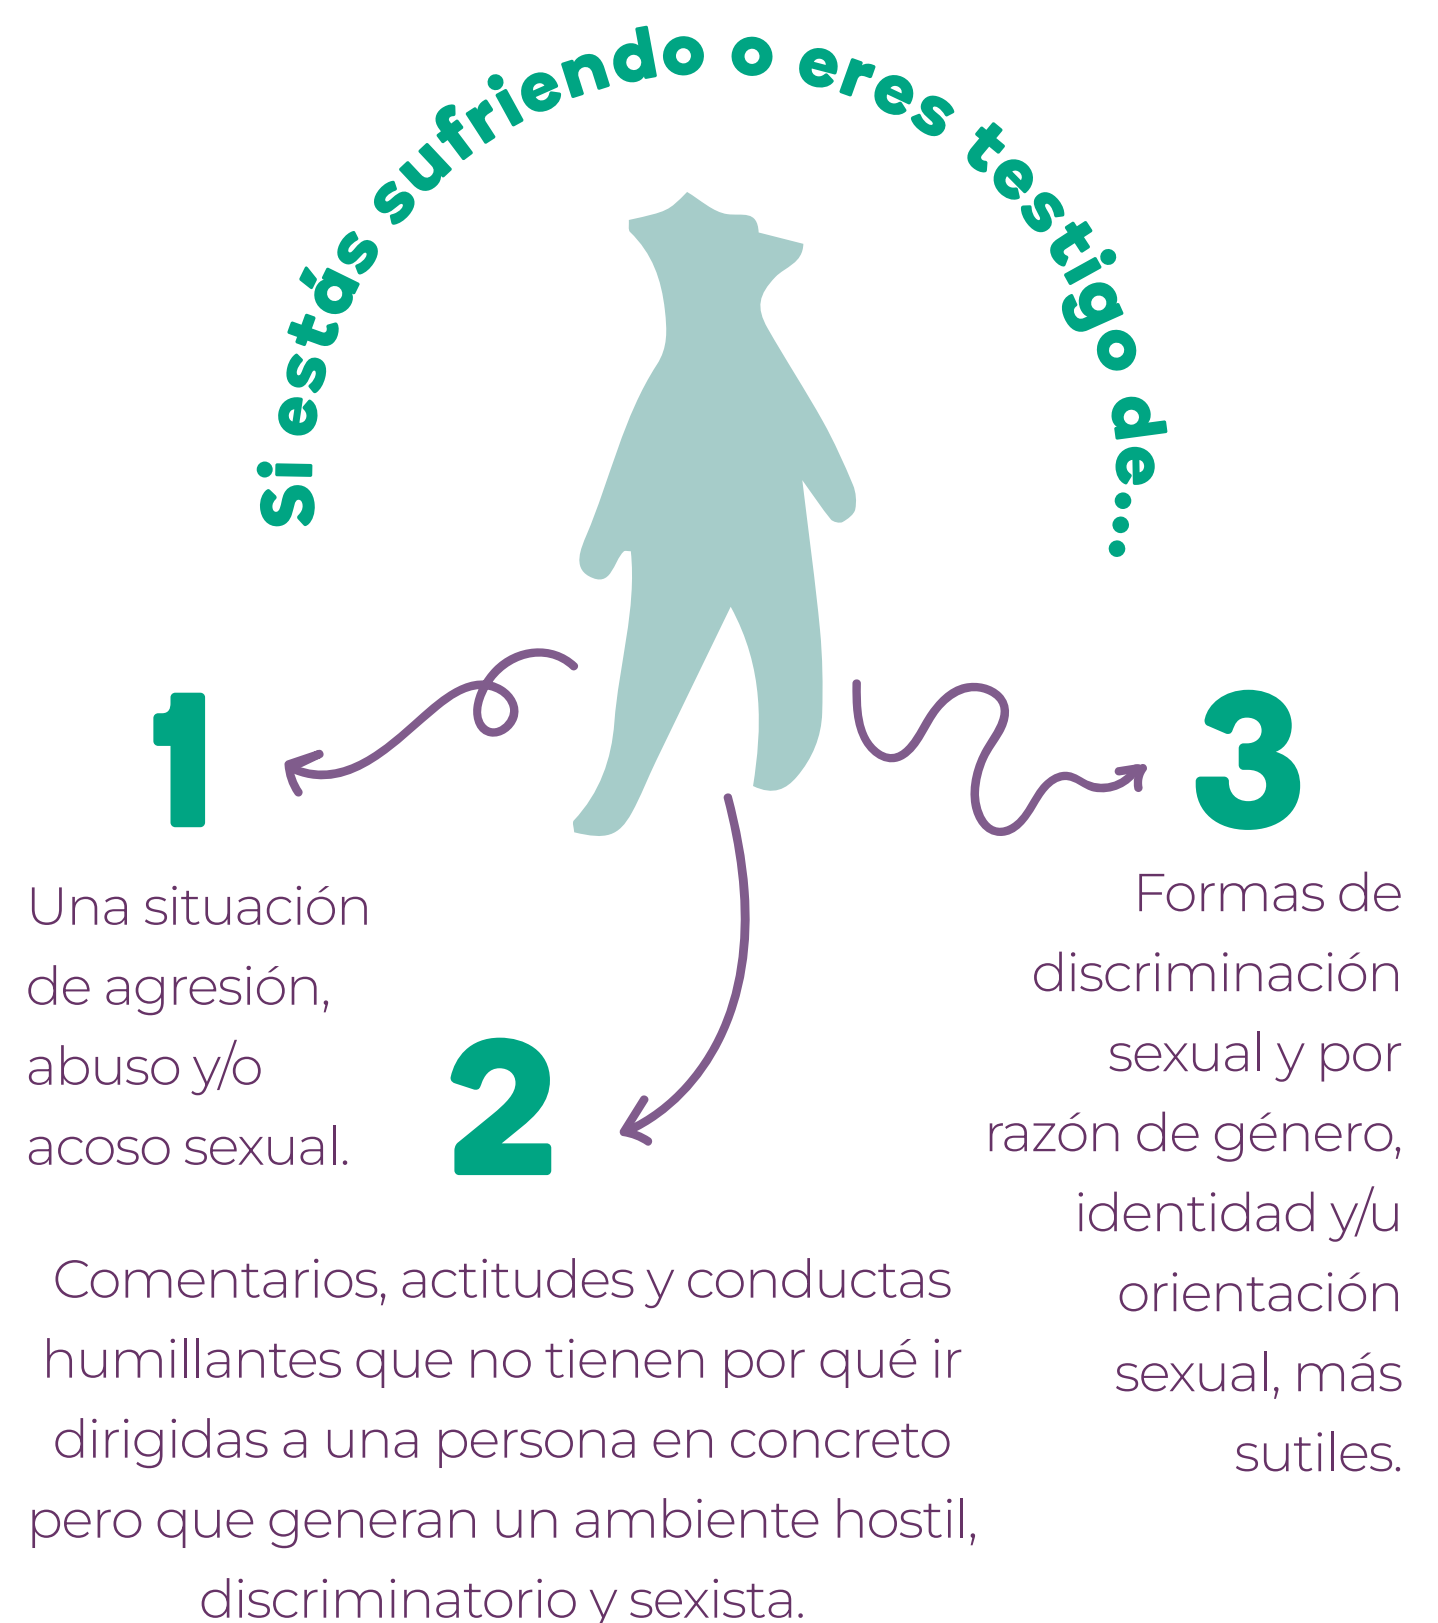 Si estás sufriendo o eres testigo de...
1
Una situación
de agresión,
abuso y/o
acoso sexual.
2
Comentarios, actitudes y conductas
humillantes que no tienen por qué ir
dirigidas a una persona en concreto
pero que generan un ambiente hostil,
discriminatorio y sexista.
3
Formas de
discriminación
sexual y por
razón de género,
identidad y/u
orientación
sexual, más
sutiles.